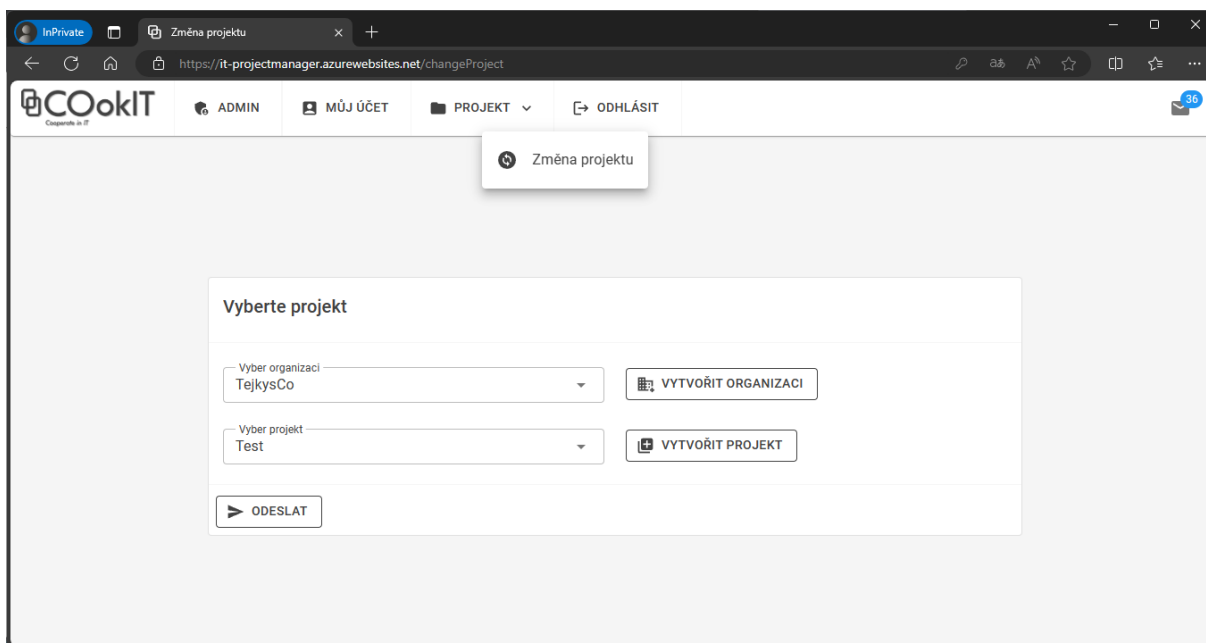 InPrivate
Změna projektu
https://it-projectmanager.azurewebsites.net/changeProject
COokIT
Cooperate in IT
ADMIN
MŮJ ÚČET
PROJEKT
ODHLÁSIT
36
Změna projektu
Vyberte projekt
Vyber organizaci
TejkysCo
VYTVOŘIT ORGANIZACI
Vyber projekt
Test
VYTVOŘIT PROJEKT
ODESLAT